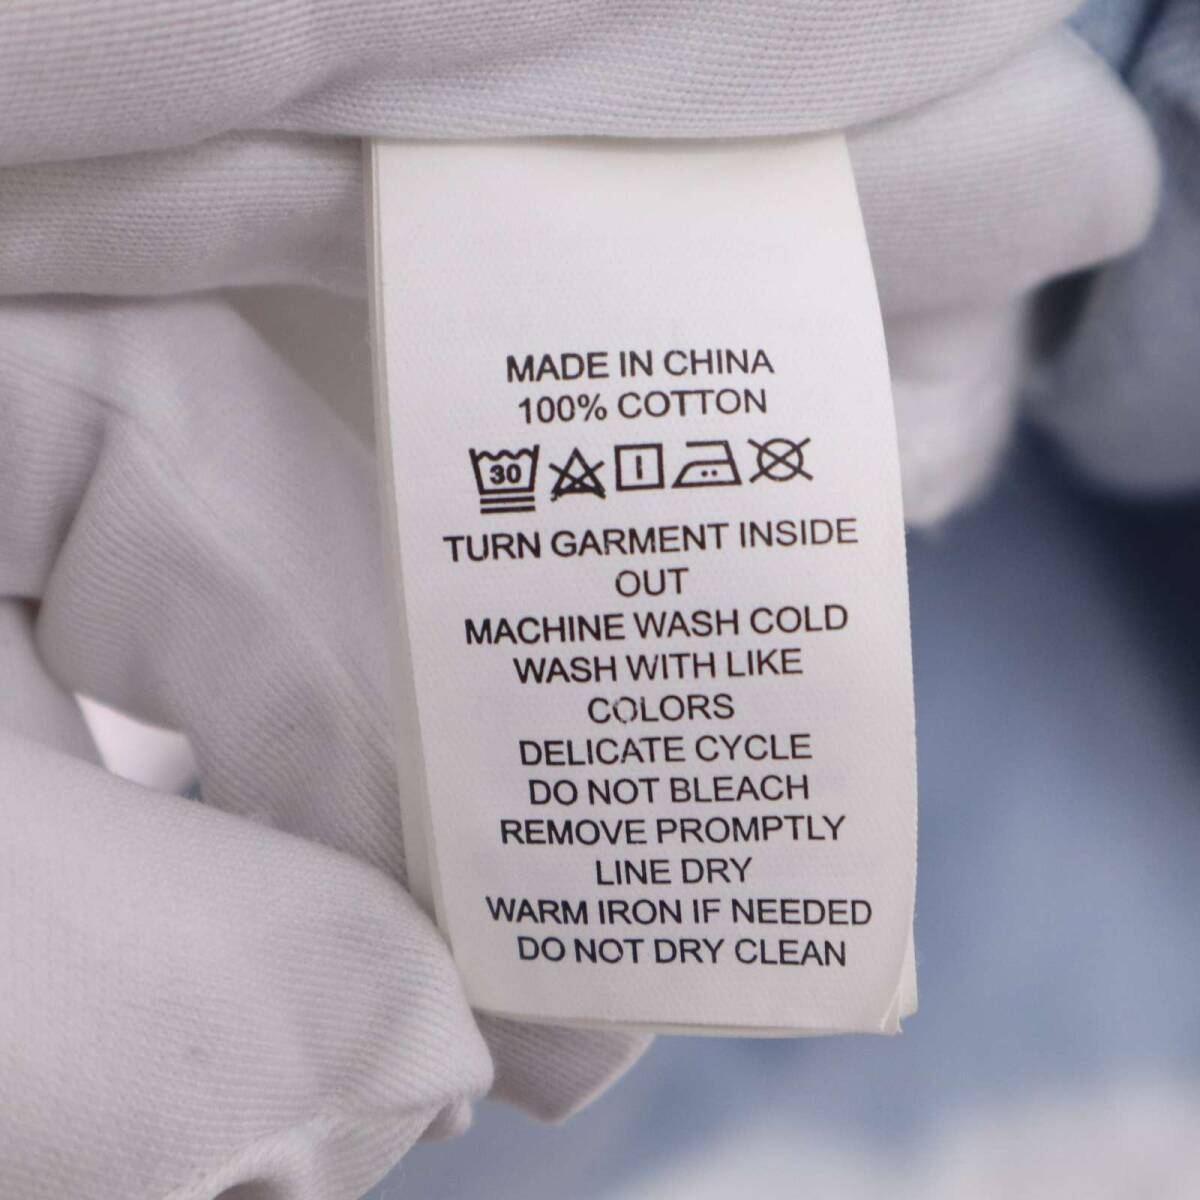 MADE IN CHINA
100% COTTON
30
TURN GARMENT INSIDE
OUT
MACHINE WASH COLD
WASH WITH LIKE
COLORS
DELICATE CYCLE
DO NOT BLEACH
REMOVE PROMPTLY
LINE DRY
WARM IRON IF NEEDED
DO NOT DRY CLEAN